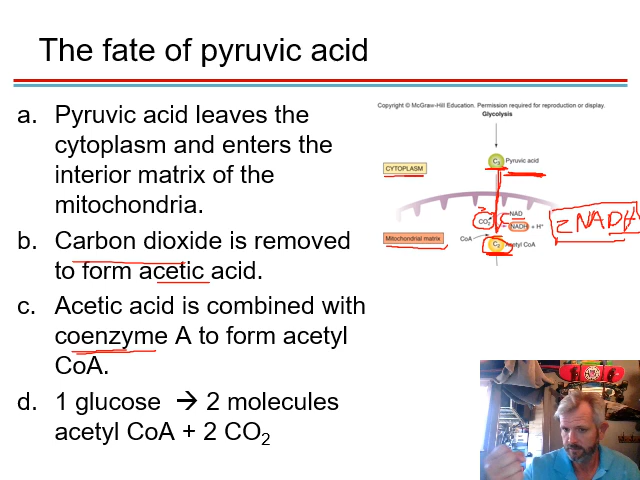 The fate of pyruvic acid
a. Pyruvic acid leaves the
cytoplasm and enters the
interior matrix of the
mitochondria.
b. Carbon dioxide is removed
to form acetic acid.
c. Acetic acid is combined with
coenzyme A to form acetyl
CoA.
d. 1 glucose → 2 molecules
acetyl CoA + 2 CO₂
Copyright © McGraw-Hill Education. Permission required for reproduction or display.
Glycolysis
C₃ Pyruvic acid
CYTOPLASM
2
NAD
CO₂
NADH + H⁺
2NADH
Mitochondrial matrix
CoA
C₂ Acetyl CoA